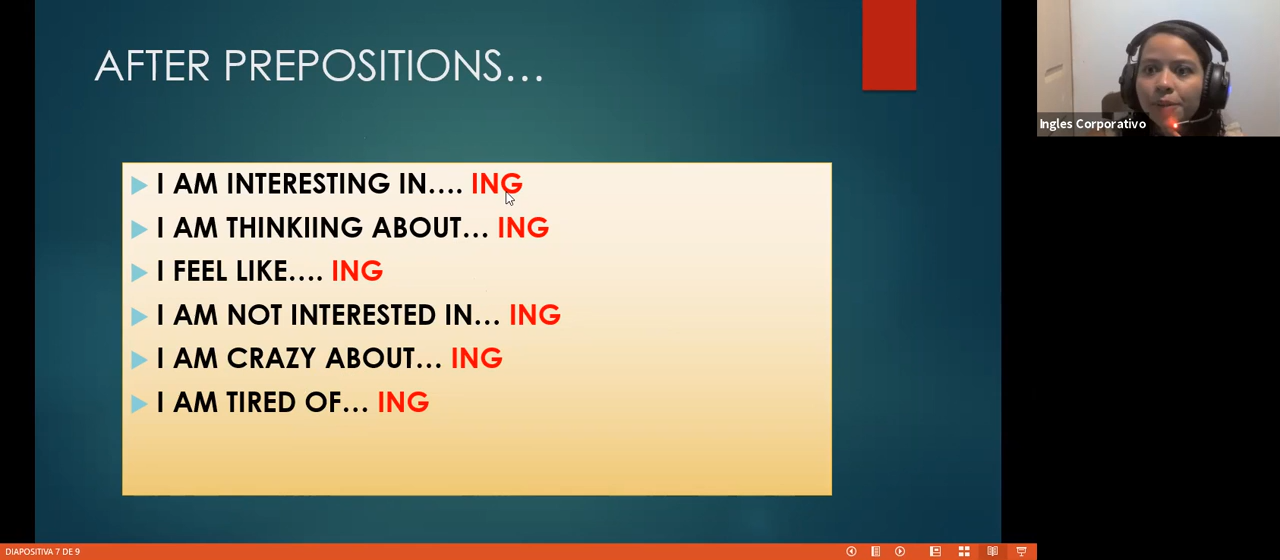 AFTER PREPOSITIONS...
I AM INTERESTING IN.... ING
I AM THINKIING ABOUT... ING
I FEEL LIKE.... ING
I AM NOT INTERESTED IN... ING
I AM CRAZY ABOUT... ING
I AM TIRED OF... ING
Ingles Corporativo
DIAPOSITIVA 7 DE 9